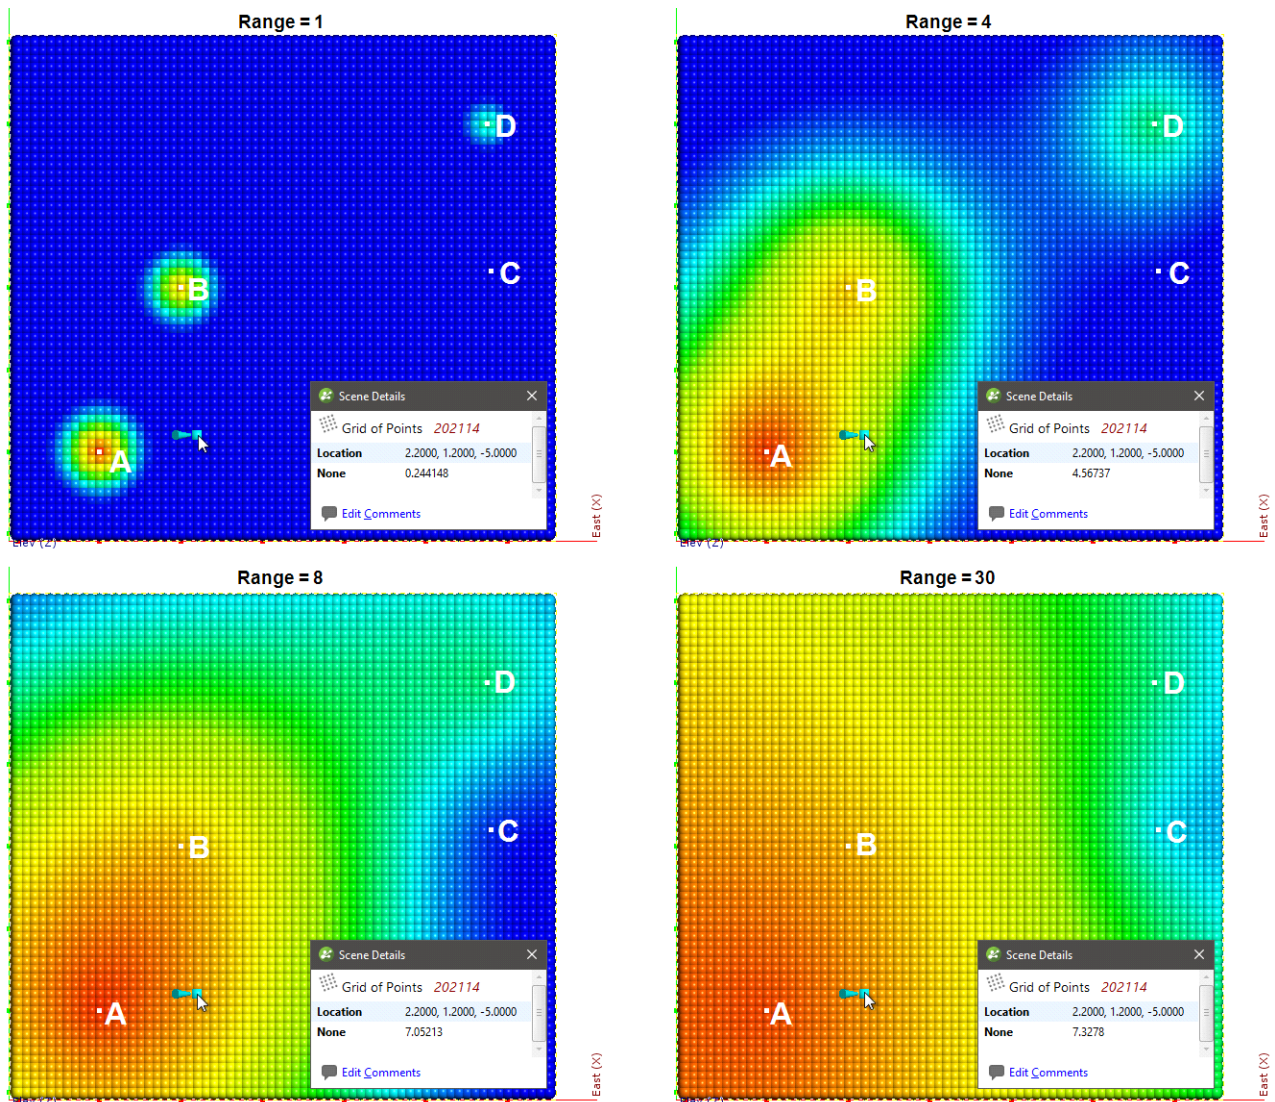 Range = 1
D
C
B
A
Scene Details
Grid of Points 202114
Location 2.2000, 1.2000, -5.0000
None 0.244148
Edit Comments
East (X)
Elev (Z)
Range = 4
D
C
B
A
Scene Details
Grid of Points 202114
Location 2.2000, 1.2000, -5.0000
None 4.56737
Edit Comments
East (X)
Elev (Z)
Range = 8
D
C
B
A
Scene Details
Grid of Points 202114
Location 2.2000, 1.2000, -5.0000
None 7.05213
Edit Comments
East (X)
Range = 30
D
C
B
A
Scene Details
Grid of Points 202114
Location 2.2000, 1.2000, -5.0000
None 7.3278
Edit Comments
East (X)